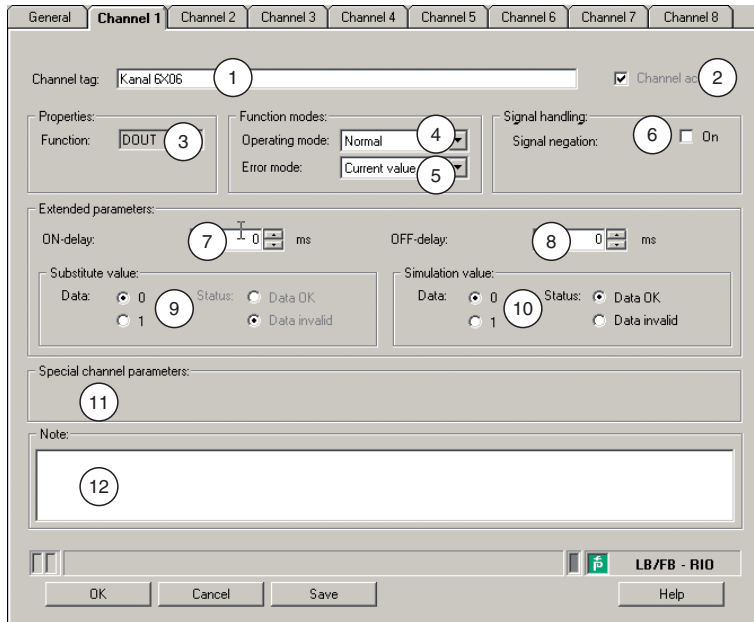 General Channel 1 Channel 2 Channel 3 Channel 4 Channel 5 Channel 6 Channel 7 Channel 8
Channel tag: Kanal 6X06 1 Channel 2
Properties: Function modes: Signal handling:
Function: DOUT 3 Operating mode: Normal 4 Signal negation: 6 On
Error mode: Current value 5
Extended parameters:
ON-delay: 7 0 ms OFF-delay: 8 0 ms
Substitute value: Simulation value:
Data: 0 9 Status: Data OK Data: 0 10 Status: Data OK
1 Data invalid 1 Data invalid
Special channel parameters:
11
Note:
12
LB/FB - RIO
OK Cancel Save Help